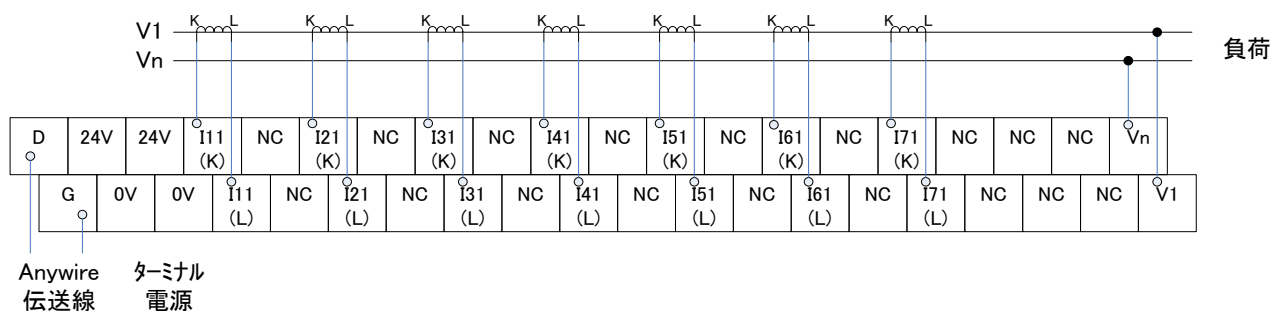 K L K L K L K L K L K L K L
V1
Vn
負荷
D 24V 24V I11 NC I21 NC I31 NC I41 NC I51 NC I61 NC I71 NC NC NC Vn
(K) (K) (K) (K) (K) (K) (K)
G 0V 0V I11 NC I21 NC I31 NC I41 NC I51 NC I61 NC I71 NC NC NC V1
(L) (L) (L) (L) (L) (L) (L)
Anywire ターミナル
伝送線 電源